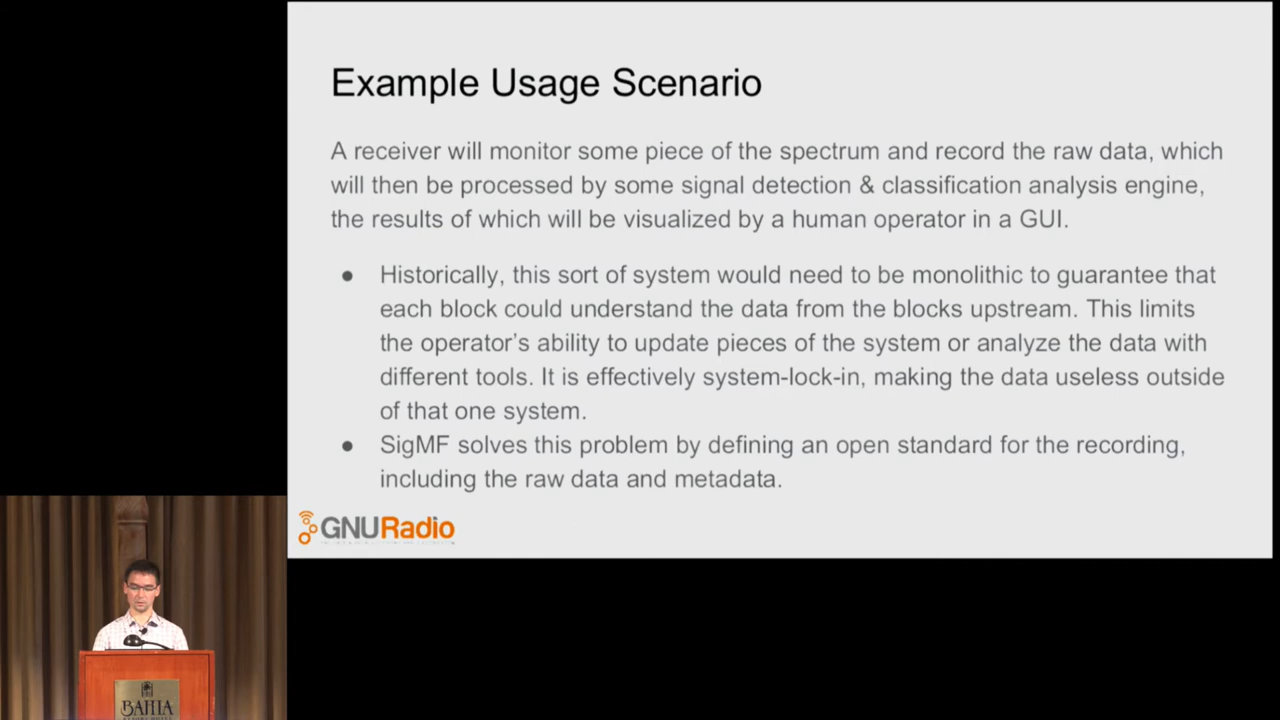 Example Usage Scenario
A receiver will monitor some piece of the spectrum and record the raw data, which
will then be processed by some signal detection & classification analysis engine,
the results of which will be visualized by a human operator in a GUI.
● Historically, this sort of system would need to be monolithic to guarantee that
each block could understand the data from the blocks upstream. This limits
the operator's ability to update pieces of the system or analyze the data with
different tools. It is effectively system-lock-in, making the data useless outside
of that one system.
● SigMF solves this problem by defining an open standard for the recording,
including the raw data and metadata.
GNURadio
BAHIA